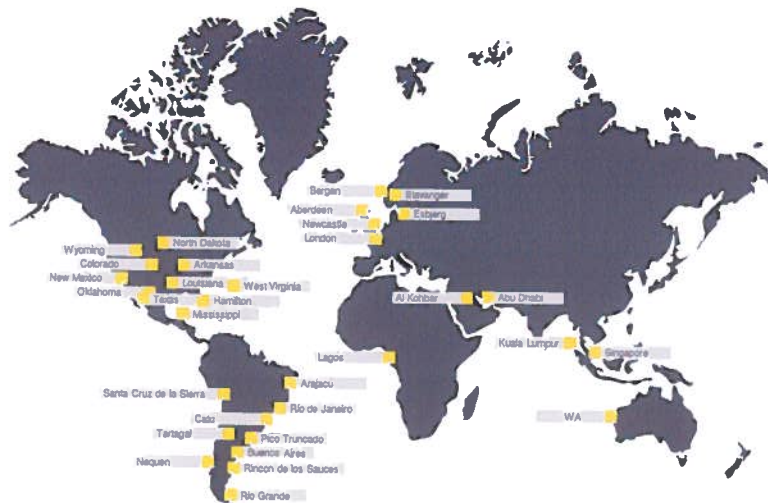 Bergen
Stavanger
Aberdeen
Esbjerg
Newcastle
London
North Dakota
Wyoming
Colorado
Arkansas
New Mexico
Louisiana
West Virginia
Oklahoma
Texas
Hamilton
Mississippi
Al Kohbar
Abu Dhabi
Kuala Lumpur
Singapore
Lagos
Arajacu
Santa Cruz de la Sierra
Rio de Janeiro
Cato
WA
Tartagal
Pico Truncado
Buenos Aires
Nequen
Rincon de los Sauces
Rio Grande